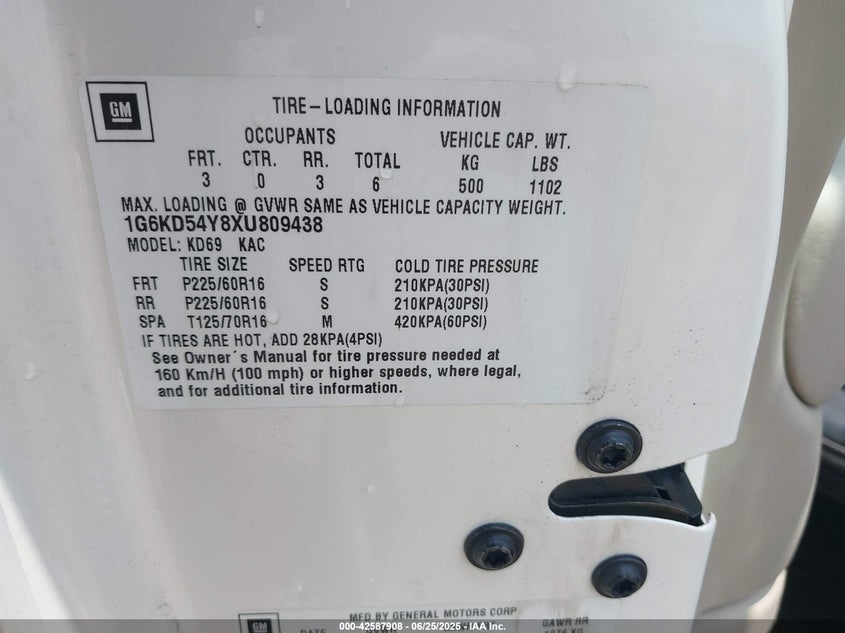 GM
TIRE-LOADING INFORMATION
OCCUPANTS VEHICLE CAP. WT.
FRT. CTR. RR. TOTAL KG LBS
3 0 3 6 500 1102
MAX. LOADING @ GVWR SAME AS VEHICLE CAPACITY WEIGHT.
1G6KD54Y8XU809438
MODEL: KD69 KAC
TIRE SIZE SPEED RTG COLD TIRE PRESSURE
FRT P225/60R16 S 210KPA(30PSI)
RR P225/60R16 S 210KPA(30PSI)
SPA T125/70R16 M 420KPA(60PSI)
IF TIRES ARE HOT, ADD 28KPA(4PSI)
See Owner´s Manual for tire pressure needed at
160 Km/H (100 mph) or higher speeds, where legal,
and for additional tire information.
GM
MFD BY GENERAL MOTORS CORP
GAWR RR
000-42587908 - 06/25/2025 - IAA Inc.